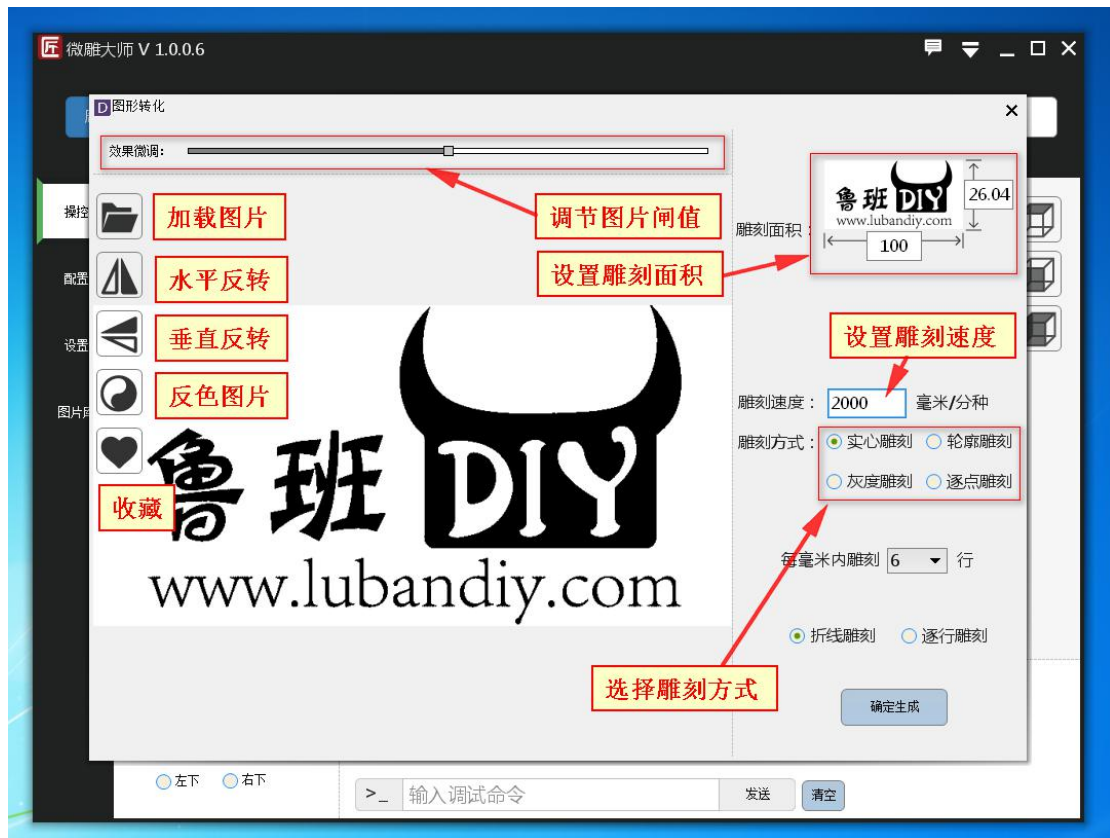 匠 微雕大师 V 1.0.0.6
D 图形转化
效果微调：
调节图片闸值
加载图片
水平反转
垂直反转
反色图片
收藏
操控
配置
设置
图片库
鲁班 DIY
www.lubandiy.com
雕刻面积：
鲁班 DIY
www.lubandiy.com
26.04
100
设置雕刻面积
设置雕刻速度
雕刻速度： 2000 毫米/分种
雕刻方式： 实心雕刻 轮廓雕刻
灰度雕刻 逐点雕刻
每毫米内雕刻 6 行
折线雕刻 逐行雕刻
选择雕刻方式
确定生成
左下 右下
>_ 输入调试命令 发送 清空